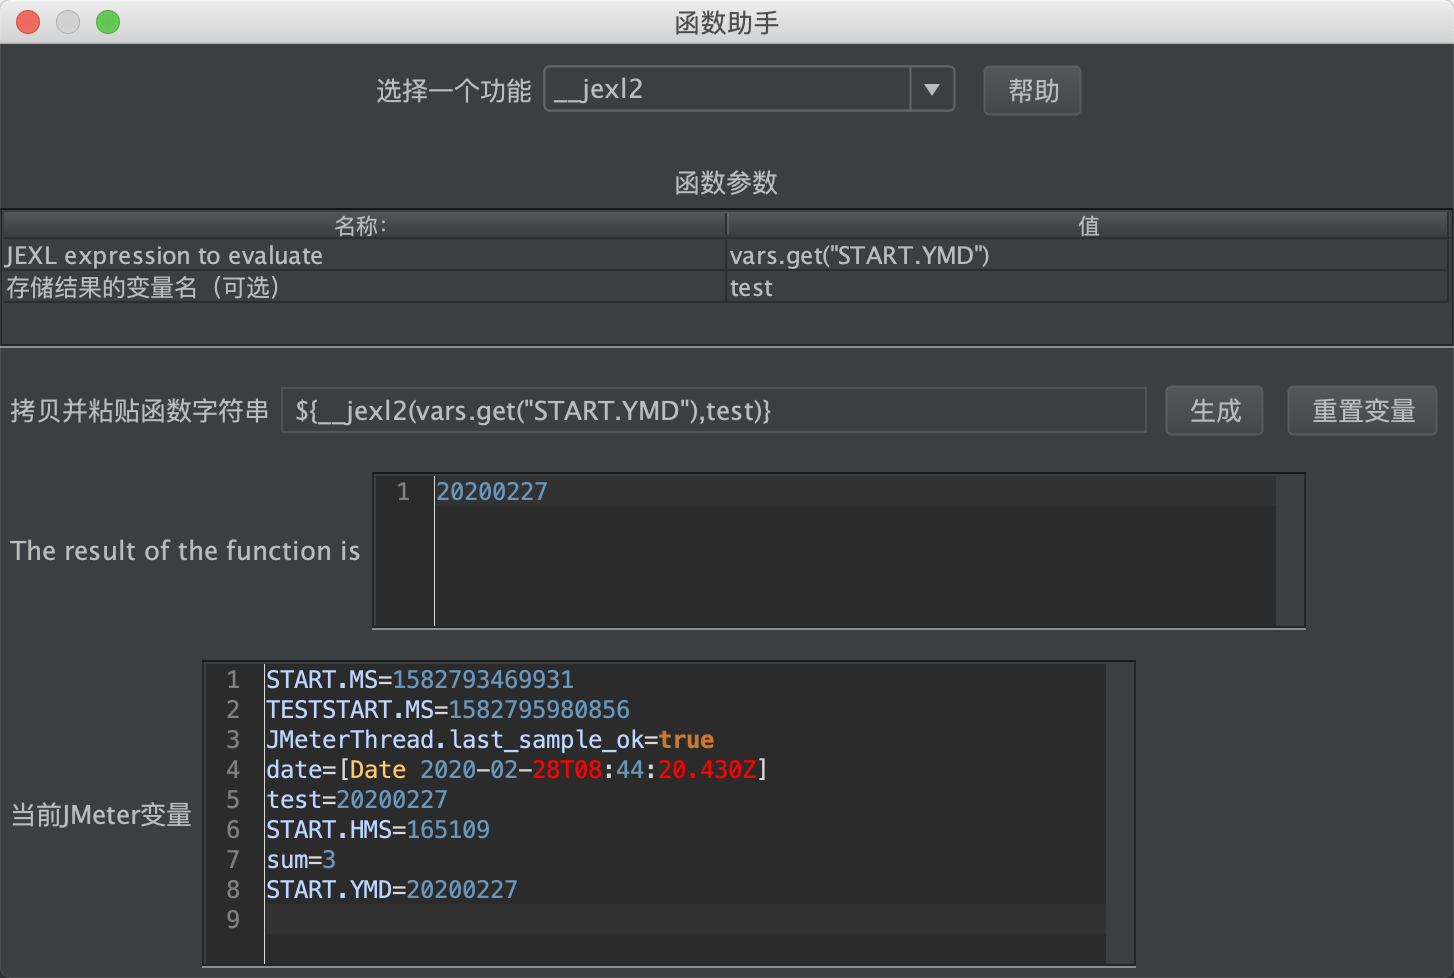 函数助手
选择一个功能 __jexl2 帮助
函数参数
名称: 值
JEXL expression to evaluate vars.get("START.YMD")
存储结果的变量名（可选） test
拷贝并粘贴函数字符串 ${__jexl2(vars.get("START.YMD"),test)} 生成 重置变量
The result of the function is
1 20200227
当前JMeter变量
1 START.MS=1582793469931
2 TESTSTART.MS=1582795980856
3 JMeterThread.last_sample_ok=true
4 date=[Date 2020-02-28T08:44:20.430Z]
5 test=20200227
6 START.HMS=165109
7 sum=3
8 START.YMD=20200227
9